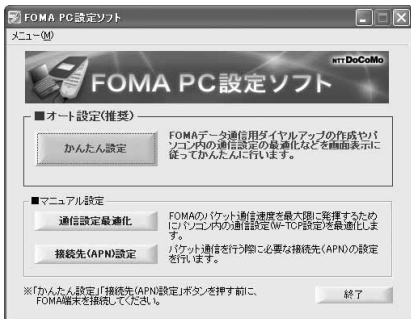 FOMA PC設定ソフト
メニュー(M)
NTT DoCoMo
FOMA PC設定ソフト
■オート設定(推奨)
かんたん設定
FOMAデータ通信用ダイヤルアップの作成やパ
ソコン内の通信設定の最適化などを画面表示に
従ってかんたんに行います。
■マニュアル設定
通信設定最適化
FOMAのパケット通信速度を最大限に発揮するため
にパソコン内の通信設定(W-TCP設定)を最適化しま
す。
接続先(APN)設定
パケット通信を行う際に必要な接続先(APN)の設定
を行います。
※「かんたん設定」「接続先(APN)設定」ボタンを押す前に、
FOMA端末を接続してください。
終了